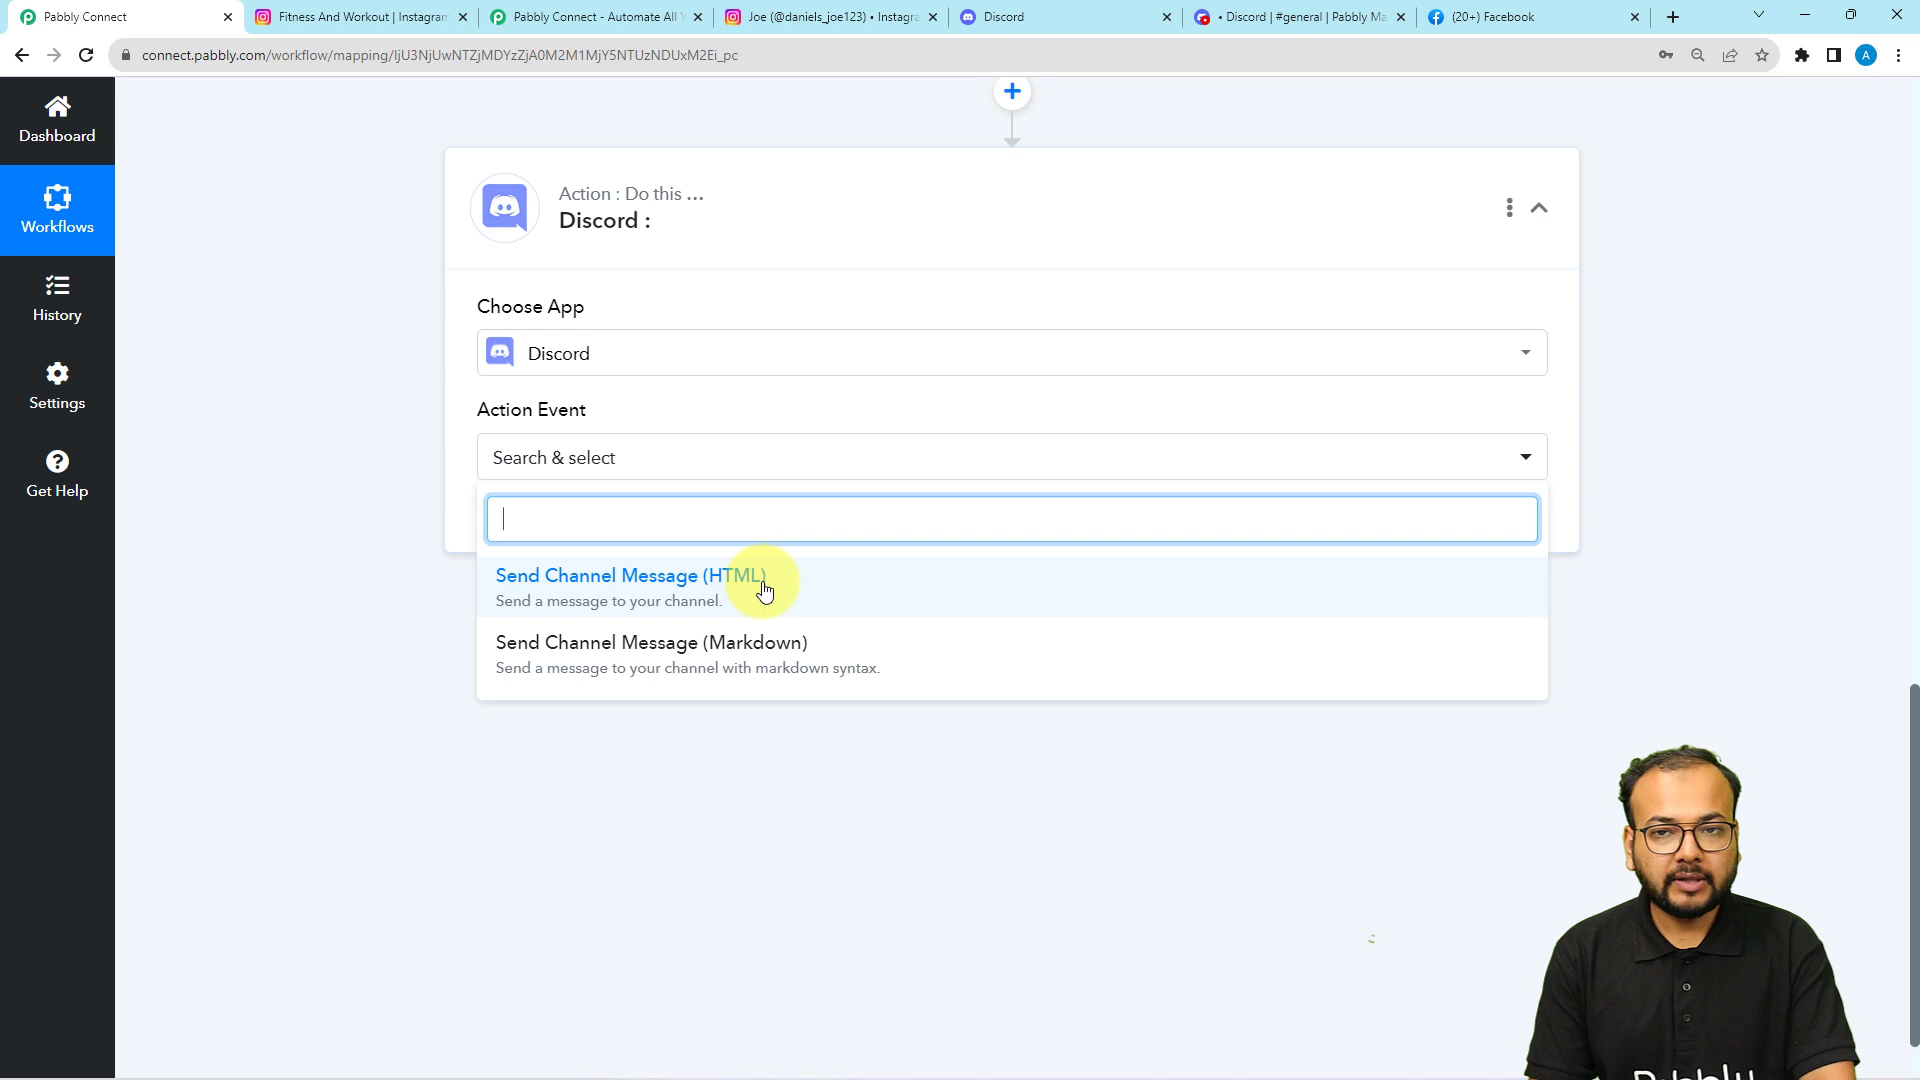 Pabbly Connect
Fitness And Workout | Instagram
Pabbly Connect - Automate All Y
Joe (@daniels_joe123) • Instagra
Discord
• Discord | #general | Pabbly Ma
(20+) Facebook
connect.pabbly.com/workflow/mapping/IjU3NjUwNTZjMDYzZjA0M2M1MjY5NTUzNDUxM2Ei_pc
A
Dashboard
Workflows
History
Settings
Get Help
Action : Do this ...
Discord :
Choose App
Discord
Action Event
Search & select
Send Channel Message (HTML)
Send a message to your channel.
Send Channel Message (Markdown)
Send a message to your channel with markdown syntax.
Pabbly